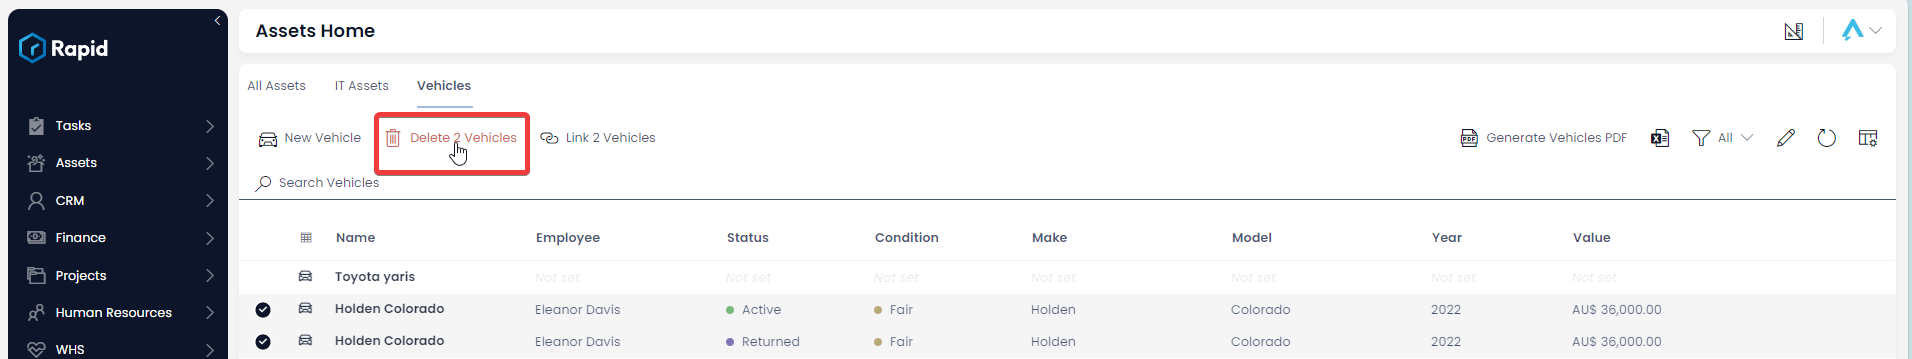 Rapid
Tasks
Assets
CRM
Finance
Projects
Human Resources
WHS
Assets Home
All Assets IT Assets Vehicles
New Vehicle Delete 2 Vehicles Link 2 Vehicles PDF Generate Vehicles PDF X All
Search Vehicles
Name Employee Status Condition Make Model Year Value
Toyota yaris Not set Not set Not set Not set Not set Not set Not set
Holden Colorado Eleanor Davis Active Fair Holden Colorado 2022 AU$ 36,000.00
Holden Colorado Eleanor Davis Returned Fair Holden Colorado 2022 AU$ 36,000.00